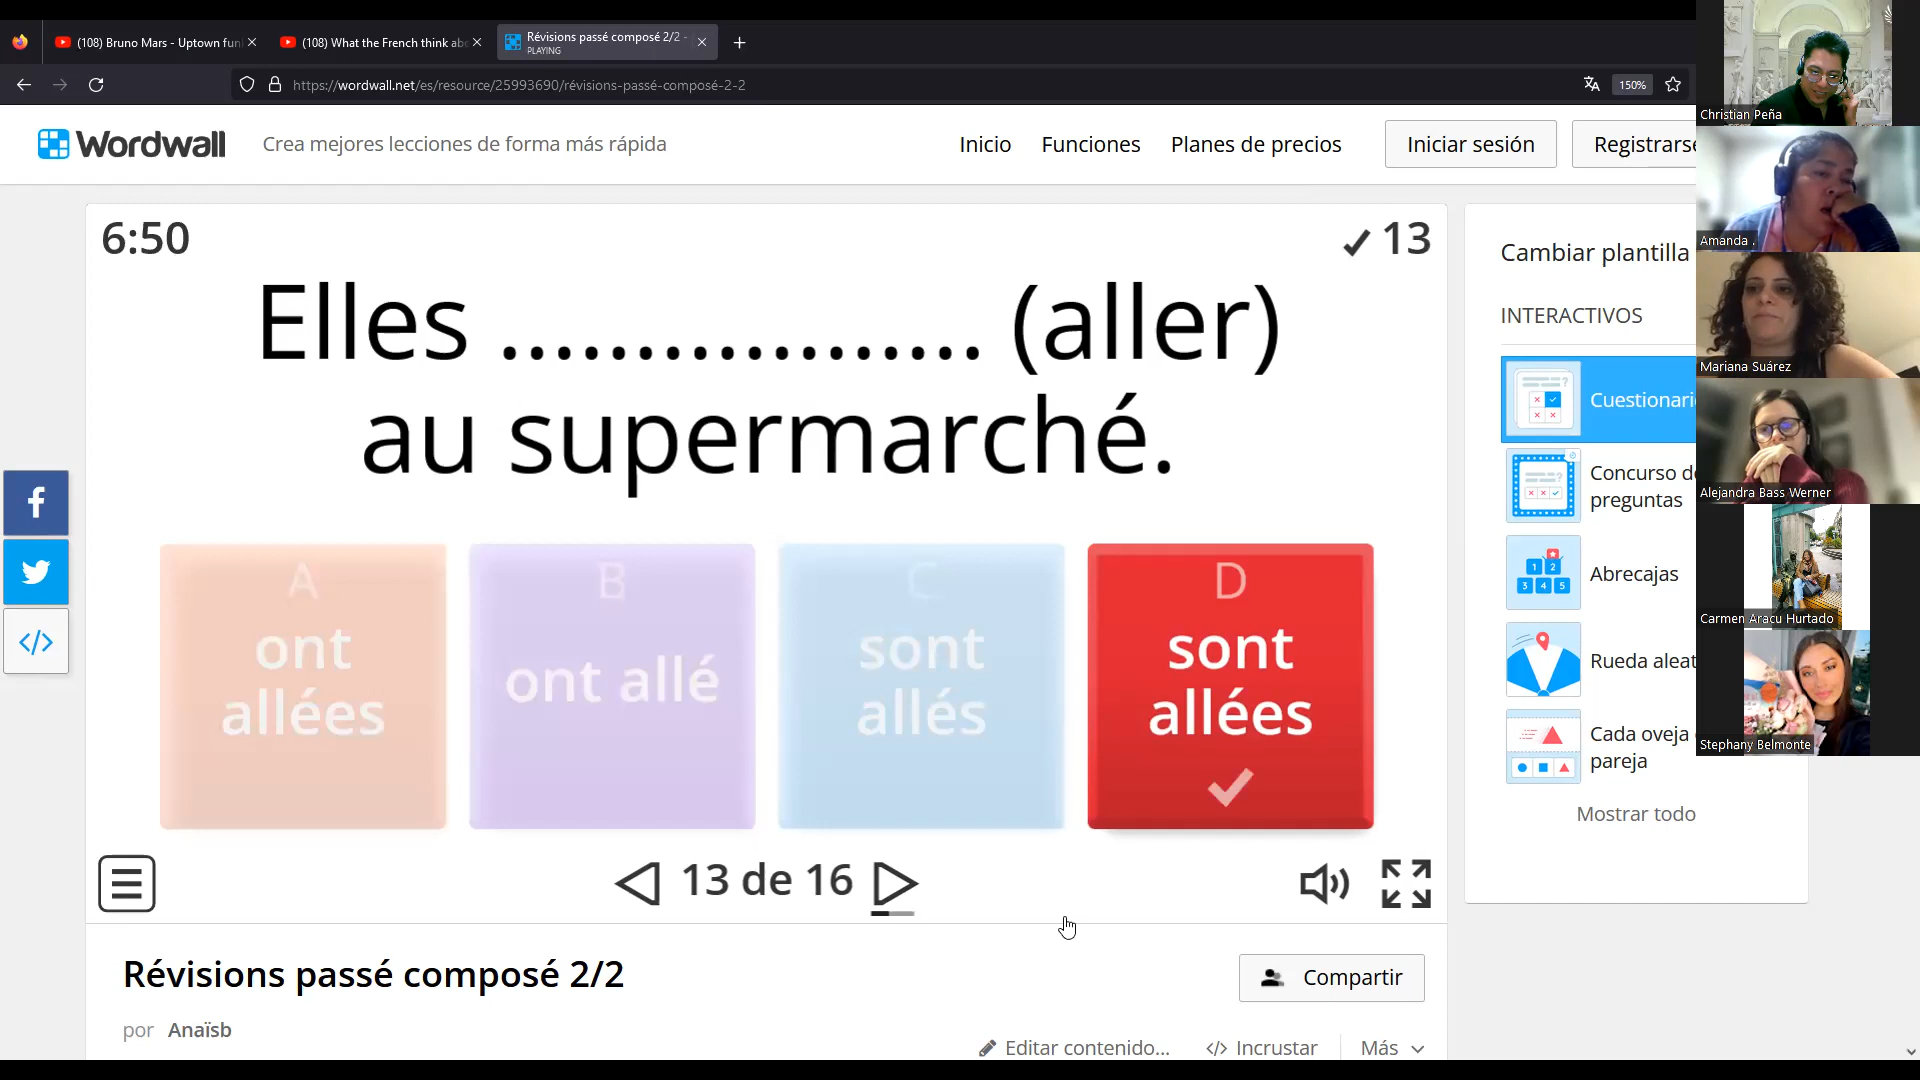 (108) Bruno Mars - Uptown fun
(108) What the French think abo
Révisions passé composé 2/2 -
PLAYING
https://wordwall.net/es/resource/25993690/révisions-passé-composé-2-2
150%
Wordwall
Crea mejores lecciones de forma más rápida
Inicio
Funciones
Planes de precios
Iniciar sesión
Registrarse
6:50
13
Elles .................. (aller)
au supermarché.
A
ont
allées
B
ont allé
C
sont
allés
D
sont
allées
13 de 16
Révisions passé composé 2/2
por Anaïsb
Compartir
Editar contenido...
Incrustar
Más
Cambiar plantilla
INTERACTIVOS
Cuestionari
Concurso de
preguntas
Abrecajas
Rueda aleat
Cada oveja
pareja
Mostrar todo
Christian Peña
Amanda .
Mariana Suárez
Alejandra Bass Werner
Carmen Aracu Hurtado
Stephany Belmonte